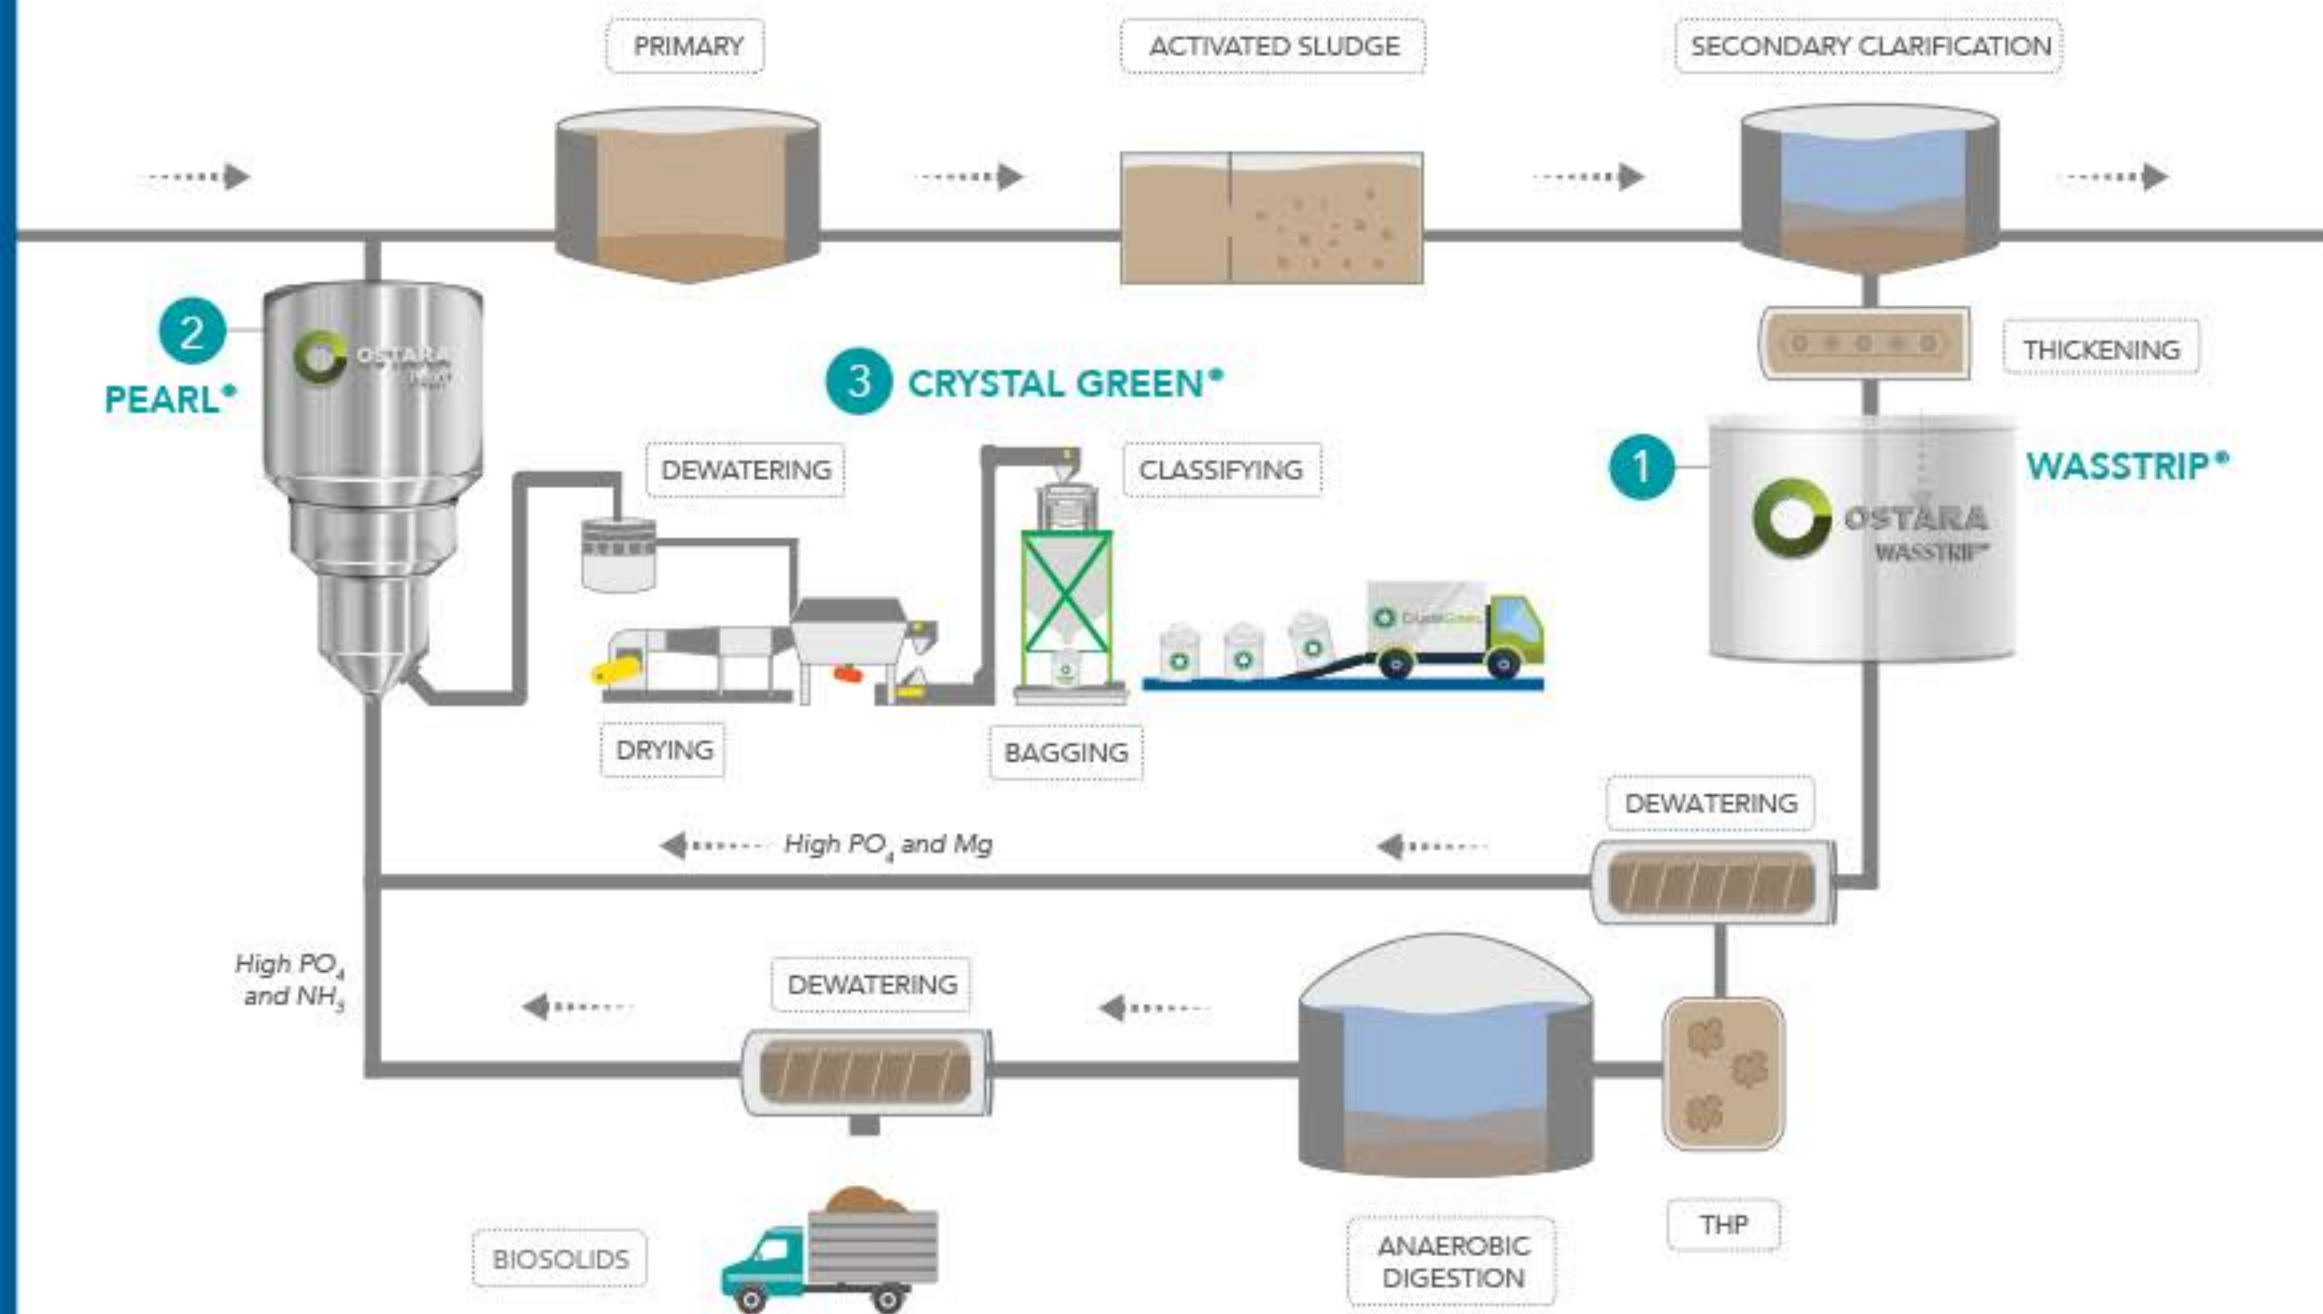 PRIMARY
ACTIVATED SLUDGE
SECONDARY CLARIFICATION
2
PEARL®
OSTARA
3 CRYSTAL GREEN®
THICKENING
DEWATERING
CLASSIFYING
1
WASSTRIP®
OSTARA
WASSTRIP
DRYING
BAGGING
DEWATERING
High PO₄ and Mg
High PO₄
and NH₃
DEWATERING
BIOSOLIDS
ANAEROBIC
DIGESTION
THP